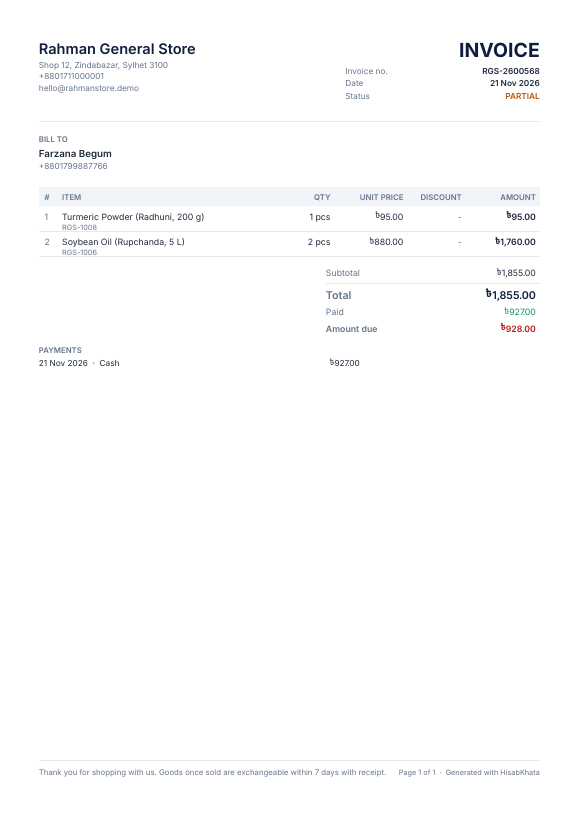 Rahman General Store
Shop 12, Zindabazar, Sylhet 3100
+8801711000001
hello@rahmanstore.demo
INVOICE
Invoice no. RGS-2600568
Date 21 Nov 2026
Status PARTIAL
BILL TO
Farzana Begum
+8801799887766
# ITEM QTY UNIT PRICE DISCOUNT AMOUNT
1 Turmeric Powder (Radhuni, 200 g) 1 pcs ৳95.00 - ৳95.00
RGS-1008
2 Soybean Oil (Rupchanda, 5 L) 2 pcs ৳880.00 - ৳1,760.00
RGS-1006
Subtotal ৳1,855.00
Total ৳1,855.00
Paid ৳927.00
Amount due ৳928.00
PAYMENTS
21 Nov 2026 · Cash ৳927.00
Thank you for shopping with us. Goods once sold are exchangeable within 7 days with receipt. Page 1 of 1 · Generated with HisabKhata